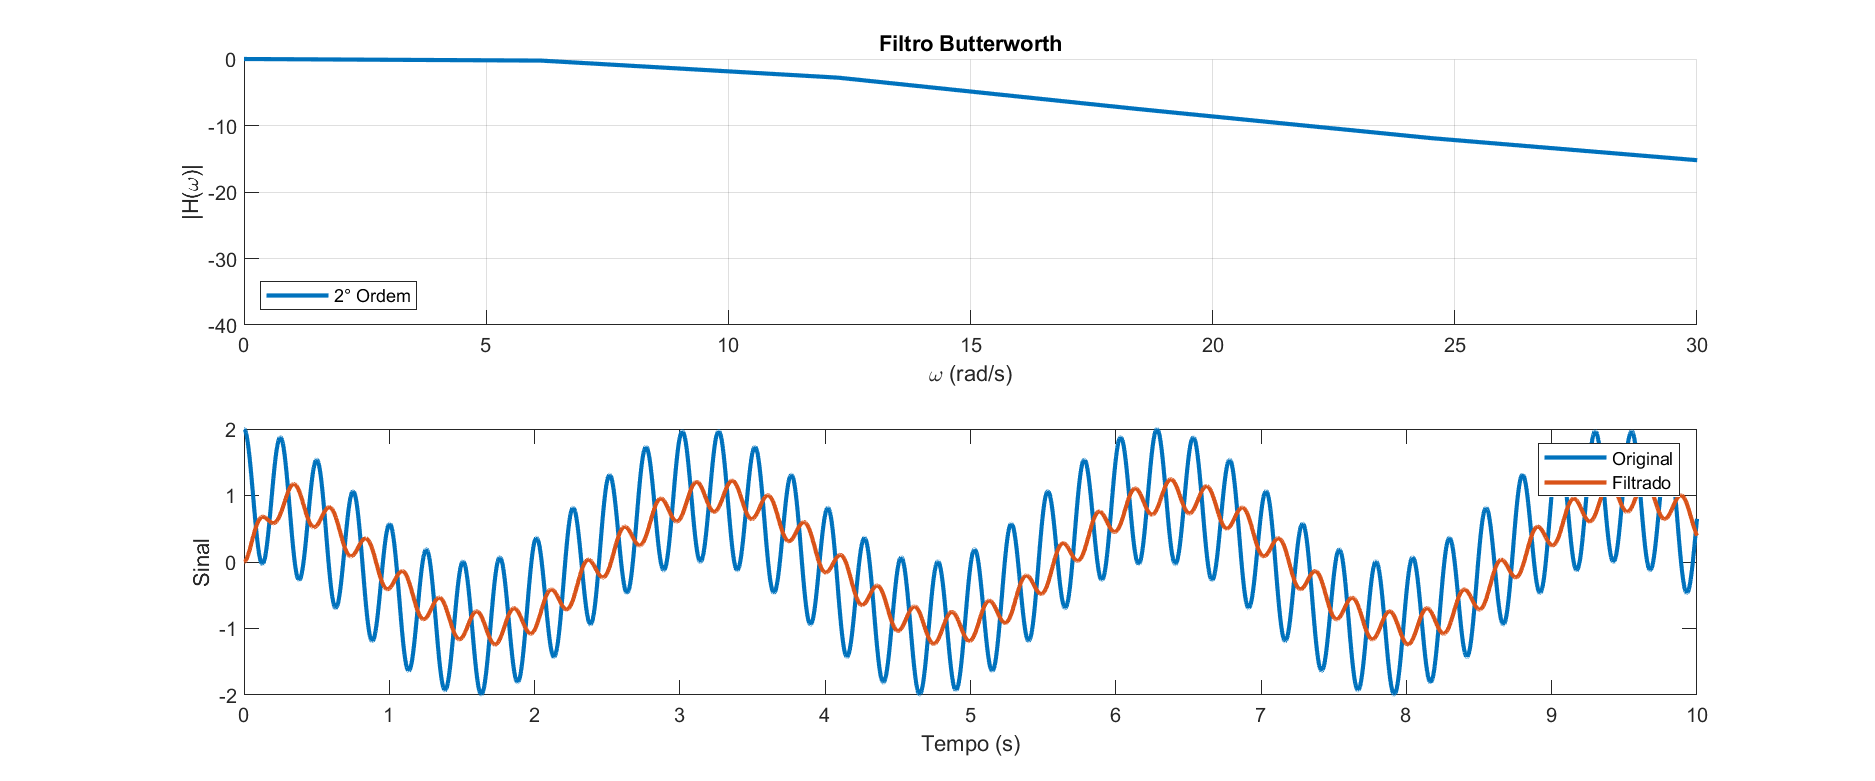 Filtro Butterworth
0
-10
-20
-30
-40
|H(ω)|
2° Ordem
0 5 10 15 20 25 30
ω (rad/s)
2
1
0
-1
-2
Sinal
Original
Filtrado
0 1 2 3 4 5 6 7 8 9 10
Tempo (s)